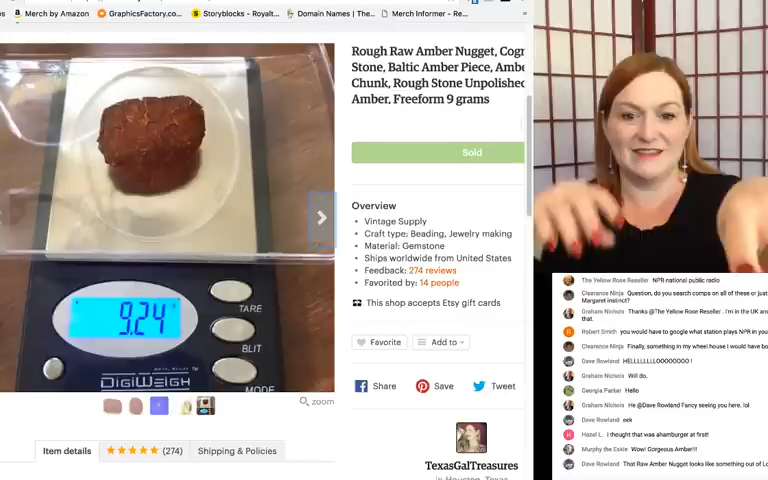 Merch by Amazon
GraphicsFactory.co...
Storyblocks - Royalt...
Domain Names | The...
Merch Informer - Re...
Rough Raw Amber Nugget, Cogn
Stone, Baltic Amber Piece, Ambe
Chunk, Rough Stone Unpolished
Amber, Freeform 9 grams
Sold
Overview
• Vintage Supply
• Craft type: Beading, Jewelry making
• Material: Gemstone
• Ships worldwide from United States
• Feedback: 274 reviews
• Favorited by: 14 people
This shop accepts Etsy gift cards
Favorite
Add to
Share
Save
Tweet
9.24
TARE
BLIT
MODE
DIGIWEIGH
zoom
Item details
(274)
Shipping & Policies
TexasGalTreasures
in Houston, Texas
The Yellow Rose Reseller NPR national public radio
Clearance Ninja Question, do you search comps on all of these or just
Margaret instinct?
Graham Nichols Thanks @The Yellow Rose Reseller . I'm in the UK and
that.
Robert Smith you would have to google what station plays NPR in you
Clearance Ninja Finally, something in my wheel house I would have bo
Dave Rowland HELLLLLLLOOOOOOO !
Graham Nichols Will do.
Georgia Parker Hello
Graham Nichols He @Dave Rowland Fancy seeing you here. lol
Dave Rowland eek
Hazel L. I thought that was ahamburger at first!
Murphy the Eskie Wow! Gorgeous Amber!!!
Dave Rowland That Raw Amber Nugget looks like something out of Lo